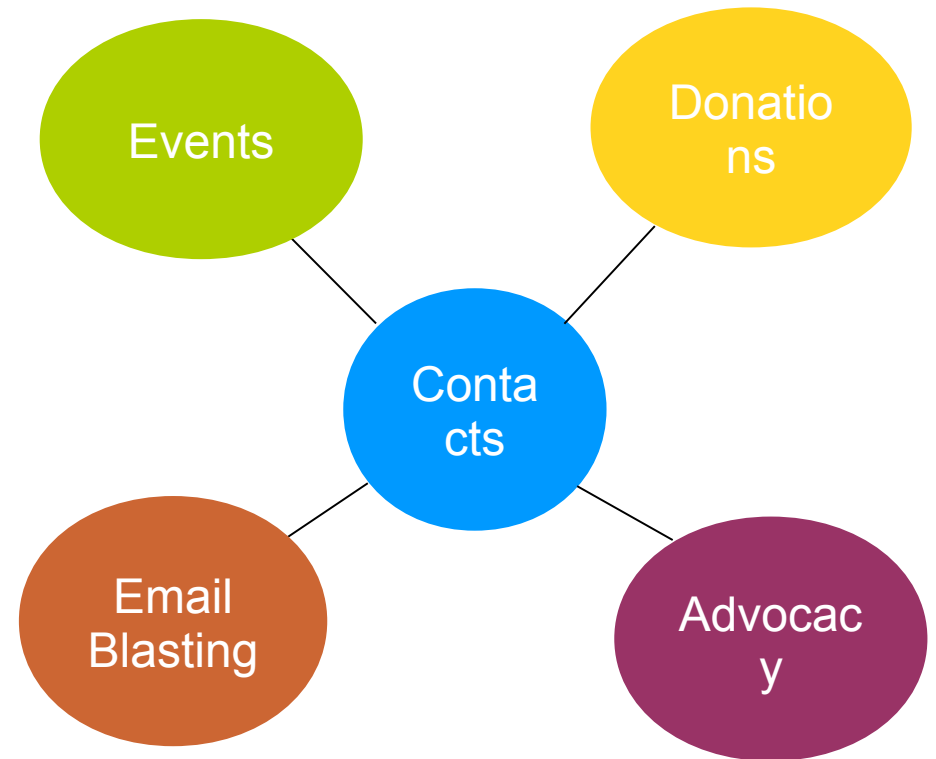 Events
Donatio
ns
Conta
cts
Email
Blasting
Advocac
y